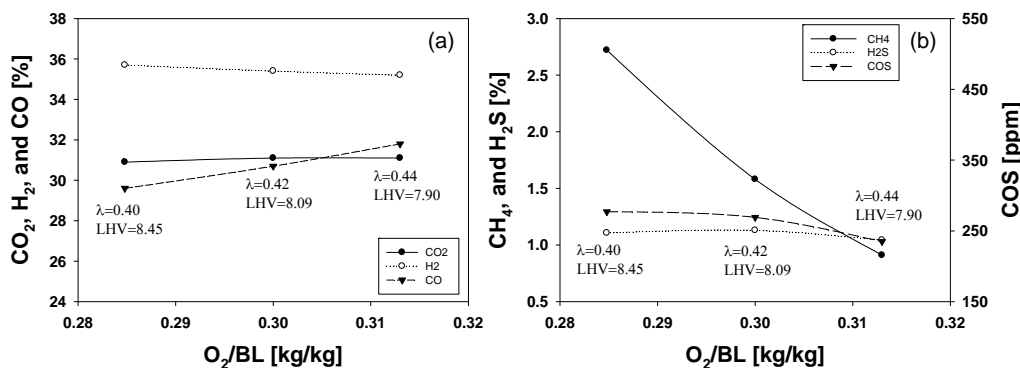 (a)
CO₂, H₂, and CO [%]
38
36
34
32
30
28
26
24
λ=0.40
LHV=8.45
λ=0.42
LHV=8.09
λ=0.44
LHV=7.90
CO2
H2
CO
0.28
0.29
0.30
0.31
0.32
O₂/BL [kg/kg]
(b)
CH₄, and H₂S [%]
3.0
2.5
2.0
1.5
1.0
0.5
CH4
H2S
COS
λ=0.40
LHV=8.45
λ=0.42
LHV=8.09
λ=0.44
LHV=7.90
550
450
350
250
150
COS [ppm]
0.28
0.29
0.30
0.31
0.32
O₂/BL [kg/kg]